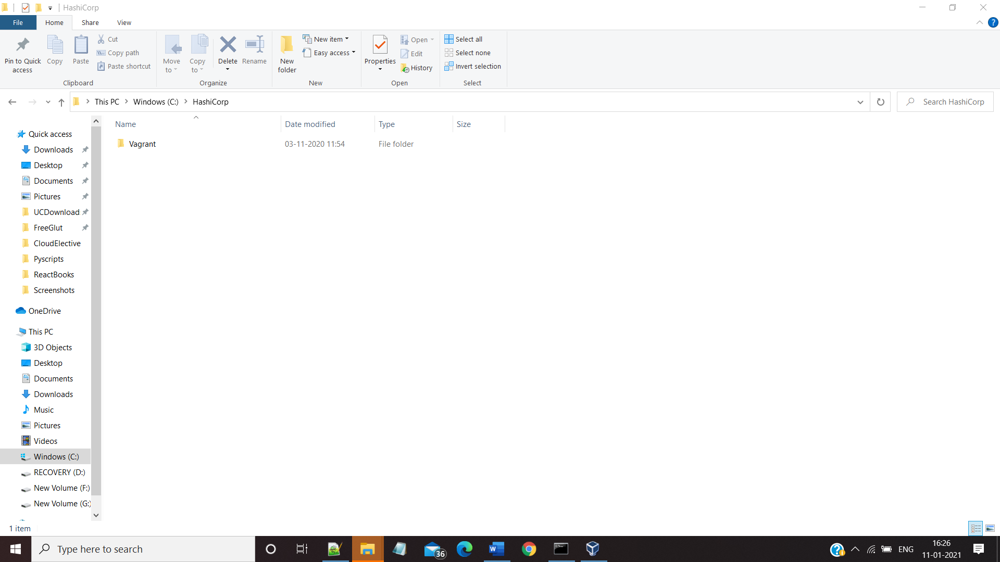 HashiCorp
File Home Share View
Pin to Quick access
Copy
Paste
Cut
Copy path
Paste shortcut
Clipboard
Move to
Copy to
Delete
Rename
Organize
New folder
New item
Easy access
New
Properties
Open
Edit
History
Open
Select all
Select none
Invert selection
Select
This PC Windows (C:) HashiCorp
Search HashiCorp
Name Date modified Type Size
Vagrant 03-11-2020 11:54 File folder
Quick access
Downloads
Desktop
Documents
Pictures
UCDownload
FreeGlut
CloudElective
Pyscripts
ReactBooks
Screenshots
OneDrive
This PC
3D Objects
Desktop
Documents
Downloads
Music
Pictures
Videos
Windows (C:)
RECOVERY (D:)
New Volume (F:)
New Volume (G:)
1 item
Type here to search
36
ENG
16:26
11-01-2021